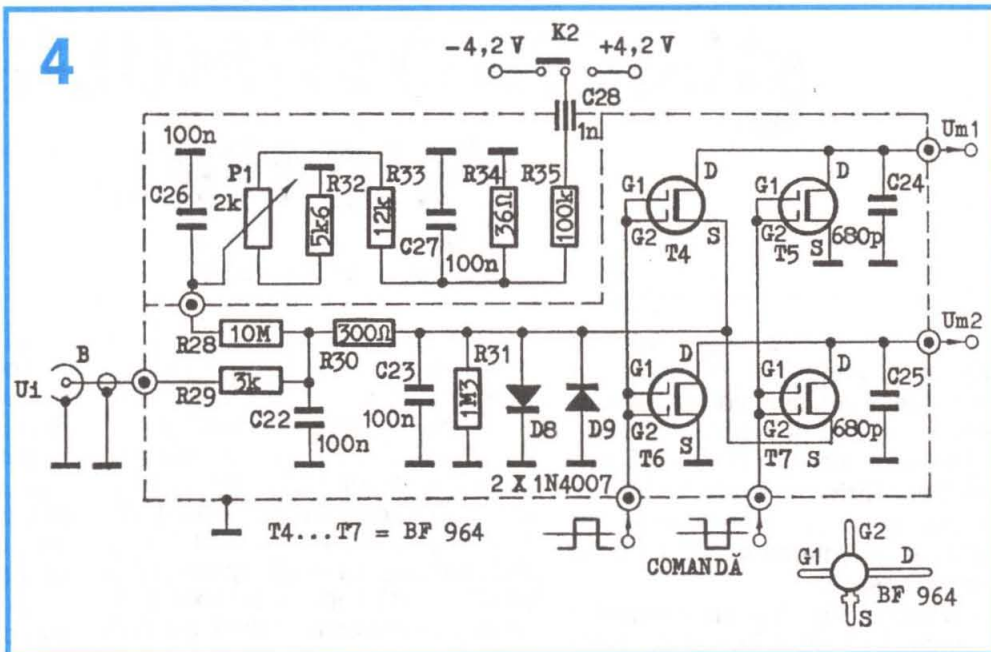 4
K2
-4,2 V +4,2 V
C28
1n
100n
C26
P1
2k
R32
5k6
R33
12k
C27
100n
R34
36Ω
R35
100k
Um1
G1
D
G2
S
T4
G1
D
G2
S
T5
C24
680p
R28
10M
R30
300Ω
Ui
B
R29
3k
C22
100n
C23
100n
R31
1M3
D8
D9
2 X 1N4007
Um2
G1
D
G2
S
T6
G1
D
G2
S
T7
C25
680p
T4...T7 = BF 964
COMANDĂ
G1
G2
D
S
BF 964